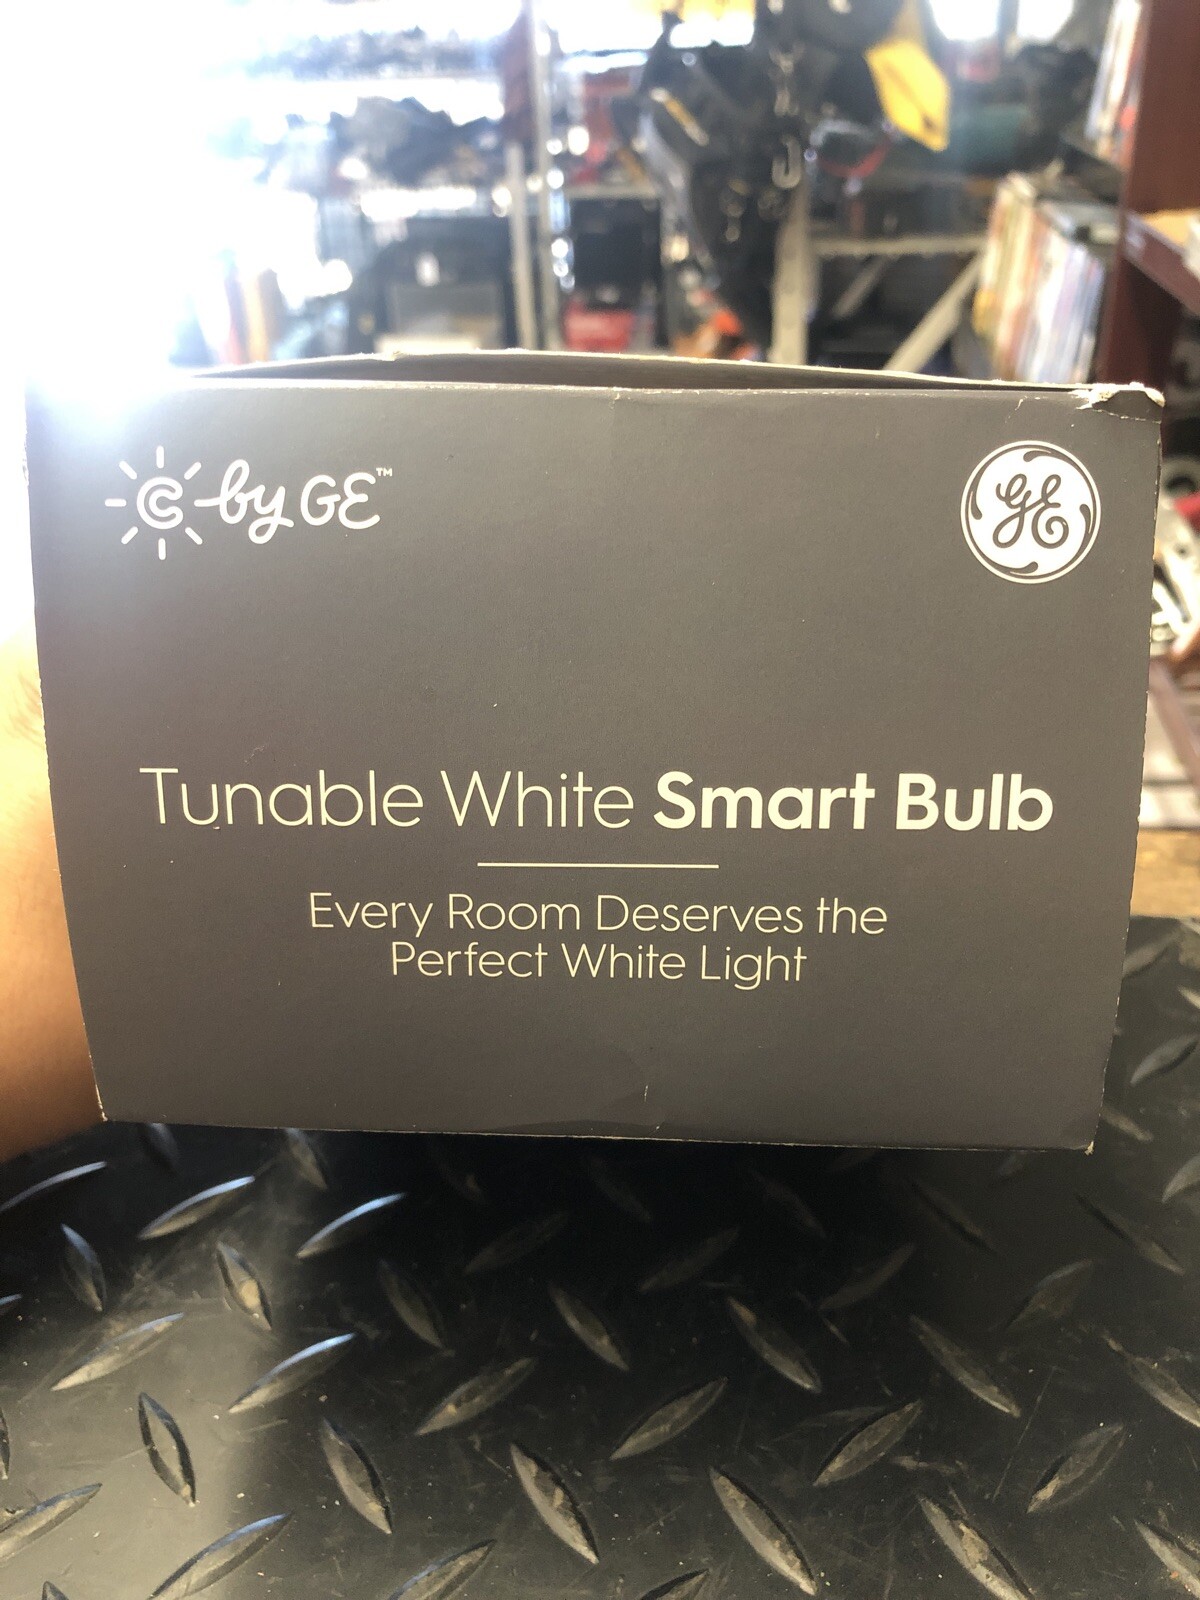 C by GE™
GE
Tunable White Smart Bulb
Every Room Deserves the
Perfect White Light